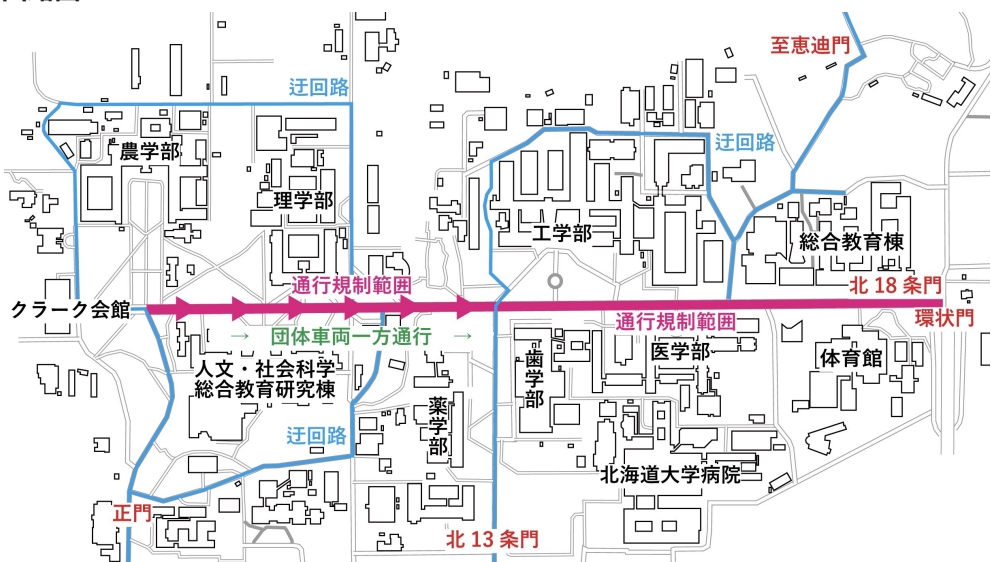 至恵迪門
迂回路
迂回路
農学部
理学部
工学部
総合教育棟
通行規制範囲
北18条門
クラーク会館
環状門
通行規制範囲
→ 団体車両一方通行 →
医学部
体育館
歯学部
人文・社会科学
総合教育研究棟
薬学部
迂回路
北海道大学病院
正門
北13条門